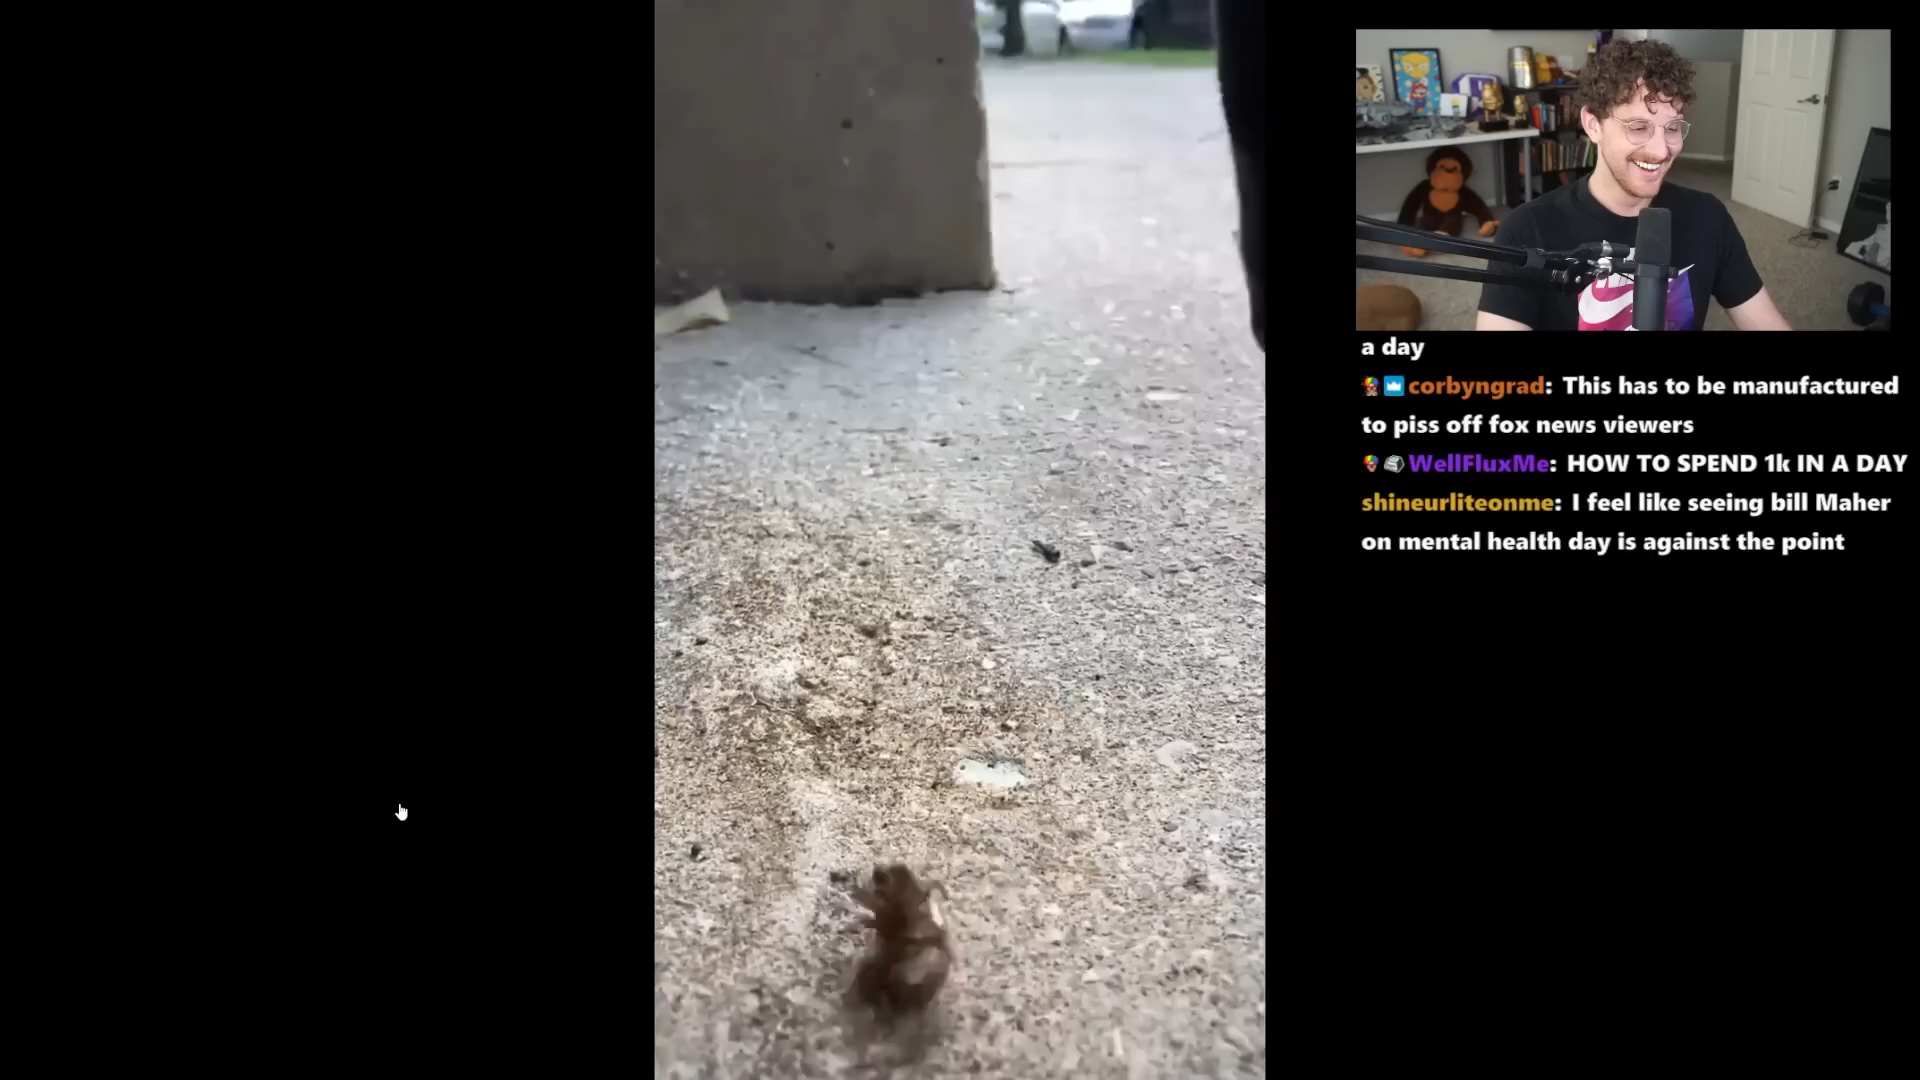 a day
corbyngrad: This has to be manufactured
to piss off fox news viewers
WellFluxMe: HOW TO SPEND 1k IN A DAY
shineurliteonme: I feel like seeing bill Maher
on mental health day is against the point